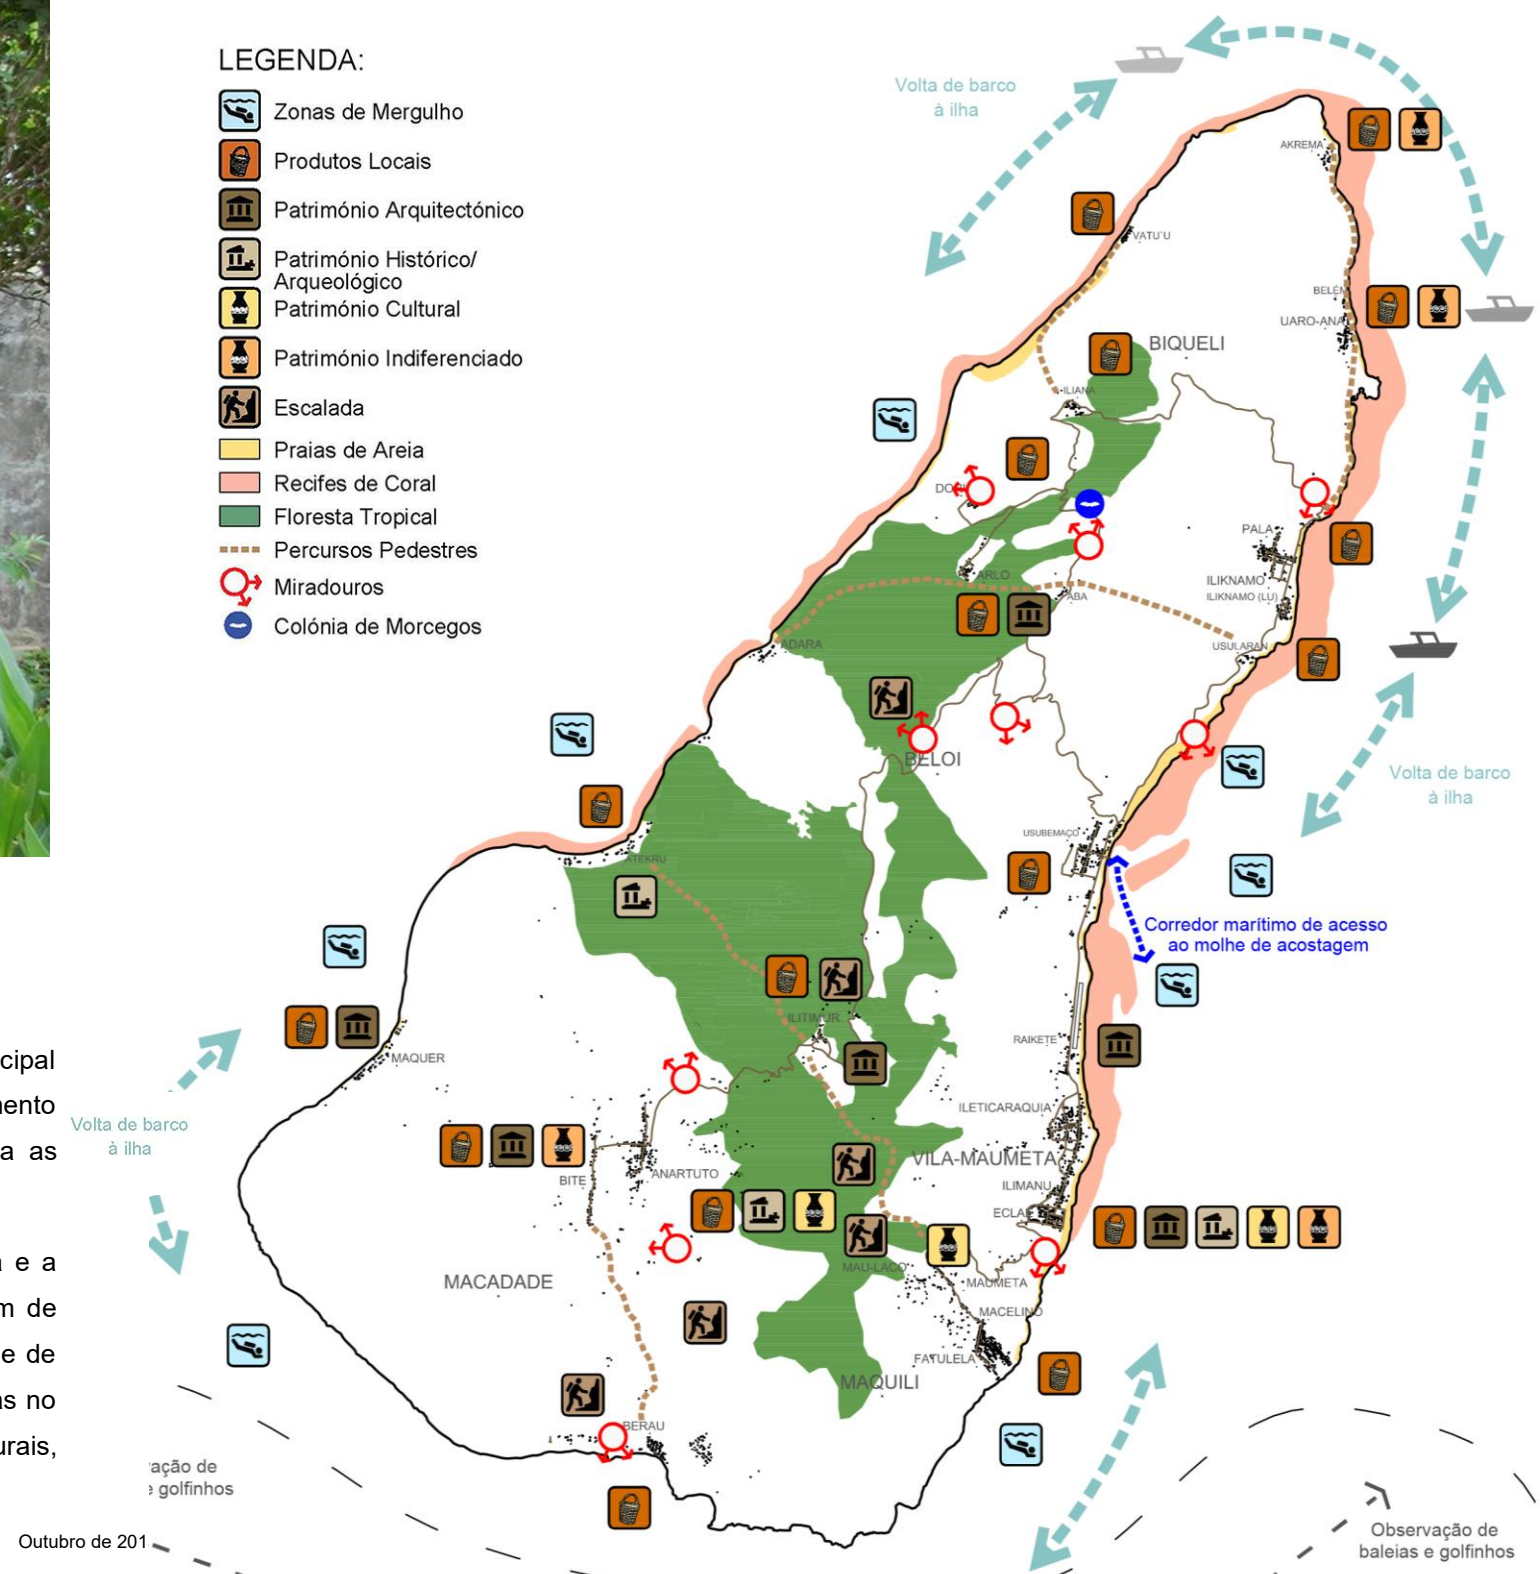 LEGENDA:
Zonas de Mergulho
Produtos Locais
Património Arquitectónico
Património Histórico/
Arqueológico
Património Cultural
Património Indiferenciado
Escalada
Praias de Areia
Recifes de Coral
Floresta Tropical
Percursos Pedestres
Miradouros
Colónia de Morcegos
Volta de barco
à ilha
AKREMA
VATU'U
BELÉM
UARO-ANA
BIQUELI
ILIANA
PALA
ILIKNAMO
ILIKNAMO (LU)
ARLO
ABA
USULARAN
ADARA
BELOI
Volta de barco
à ilha
USUBEMAÇO
ATEKRU
Corredor marítimo de acesso
ao molhe de acostagem
ILITIMUR
RAIKETE
MAQUER
ILETICARAQUIA
Volta de barco
à ilha
VILA-MAUMETA
ANARTUTO
BITE
ILIMANU
ECLAE
MACADADE
MAU-LACO
MAUMETA
MACELINO
FATULELA
MAQUILI
BERAU
cipal
nento
a as
a e a
m de
e de
as no
urais,
ação de
e golfinhos
Outubro de 201
Observação de
baleias e golfinhos